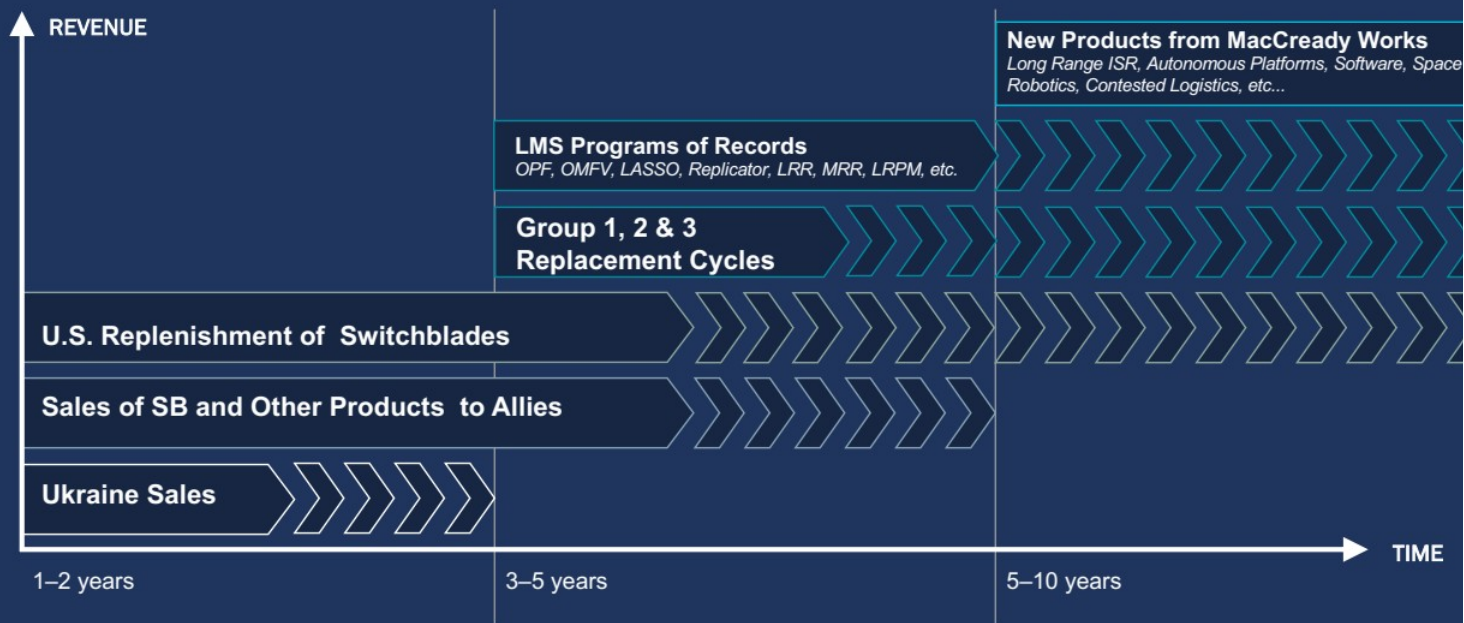 REVENUE
New Products from MacCready Works
Long Range ISR, Autonomous Platforms, Software, Space
Robotics, Contested Logistics, etc...
LMS Programs of Records
OPF, OMFV, LASSO, Replicator, LRR, MRR, LRPM, etc.
Group 1, 2 & 3
Replacement Cycles
U.S. Replenishment of Switchblades
Sales of SB and Other Products to Allies
Ukraine Sales
TIME
1–2 years
3–5 years
5–10 years